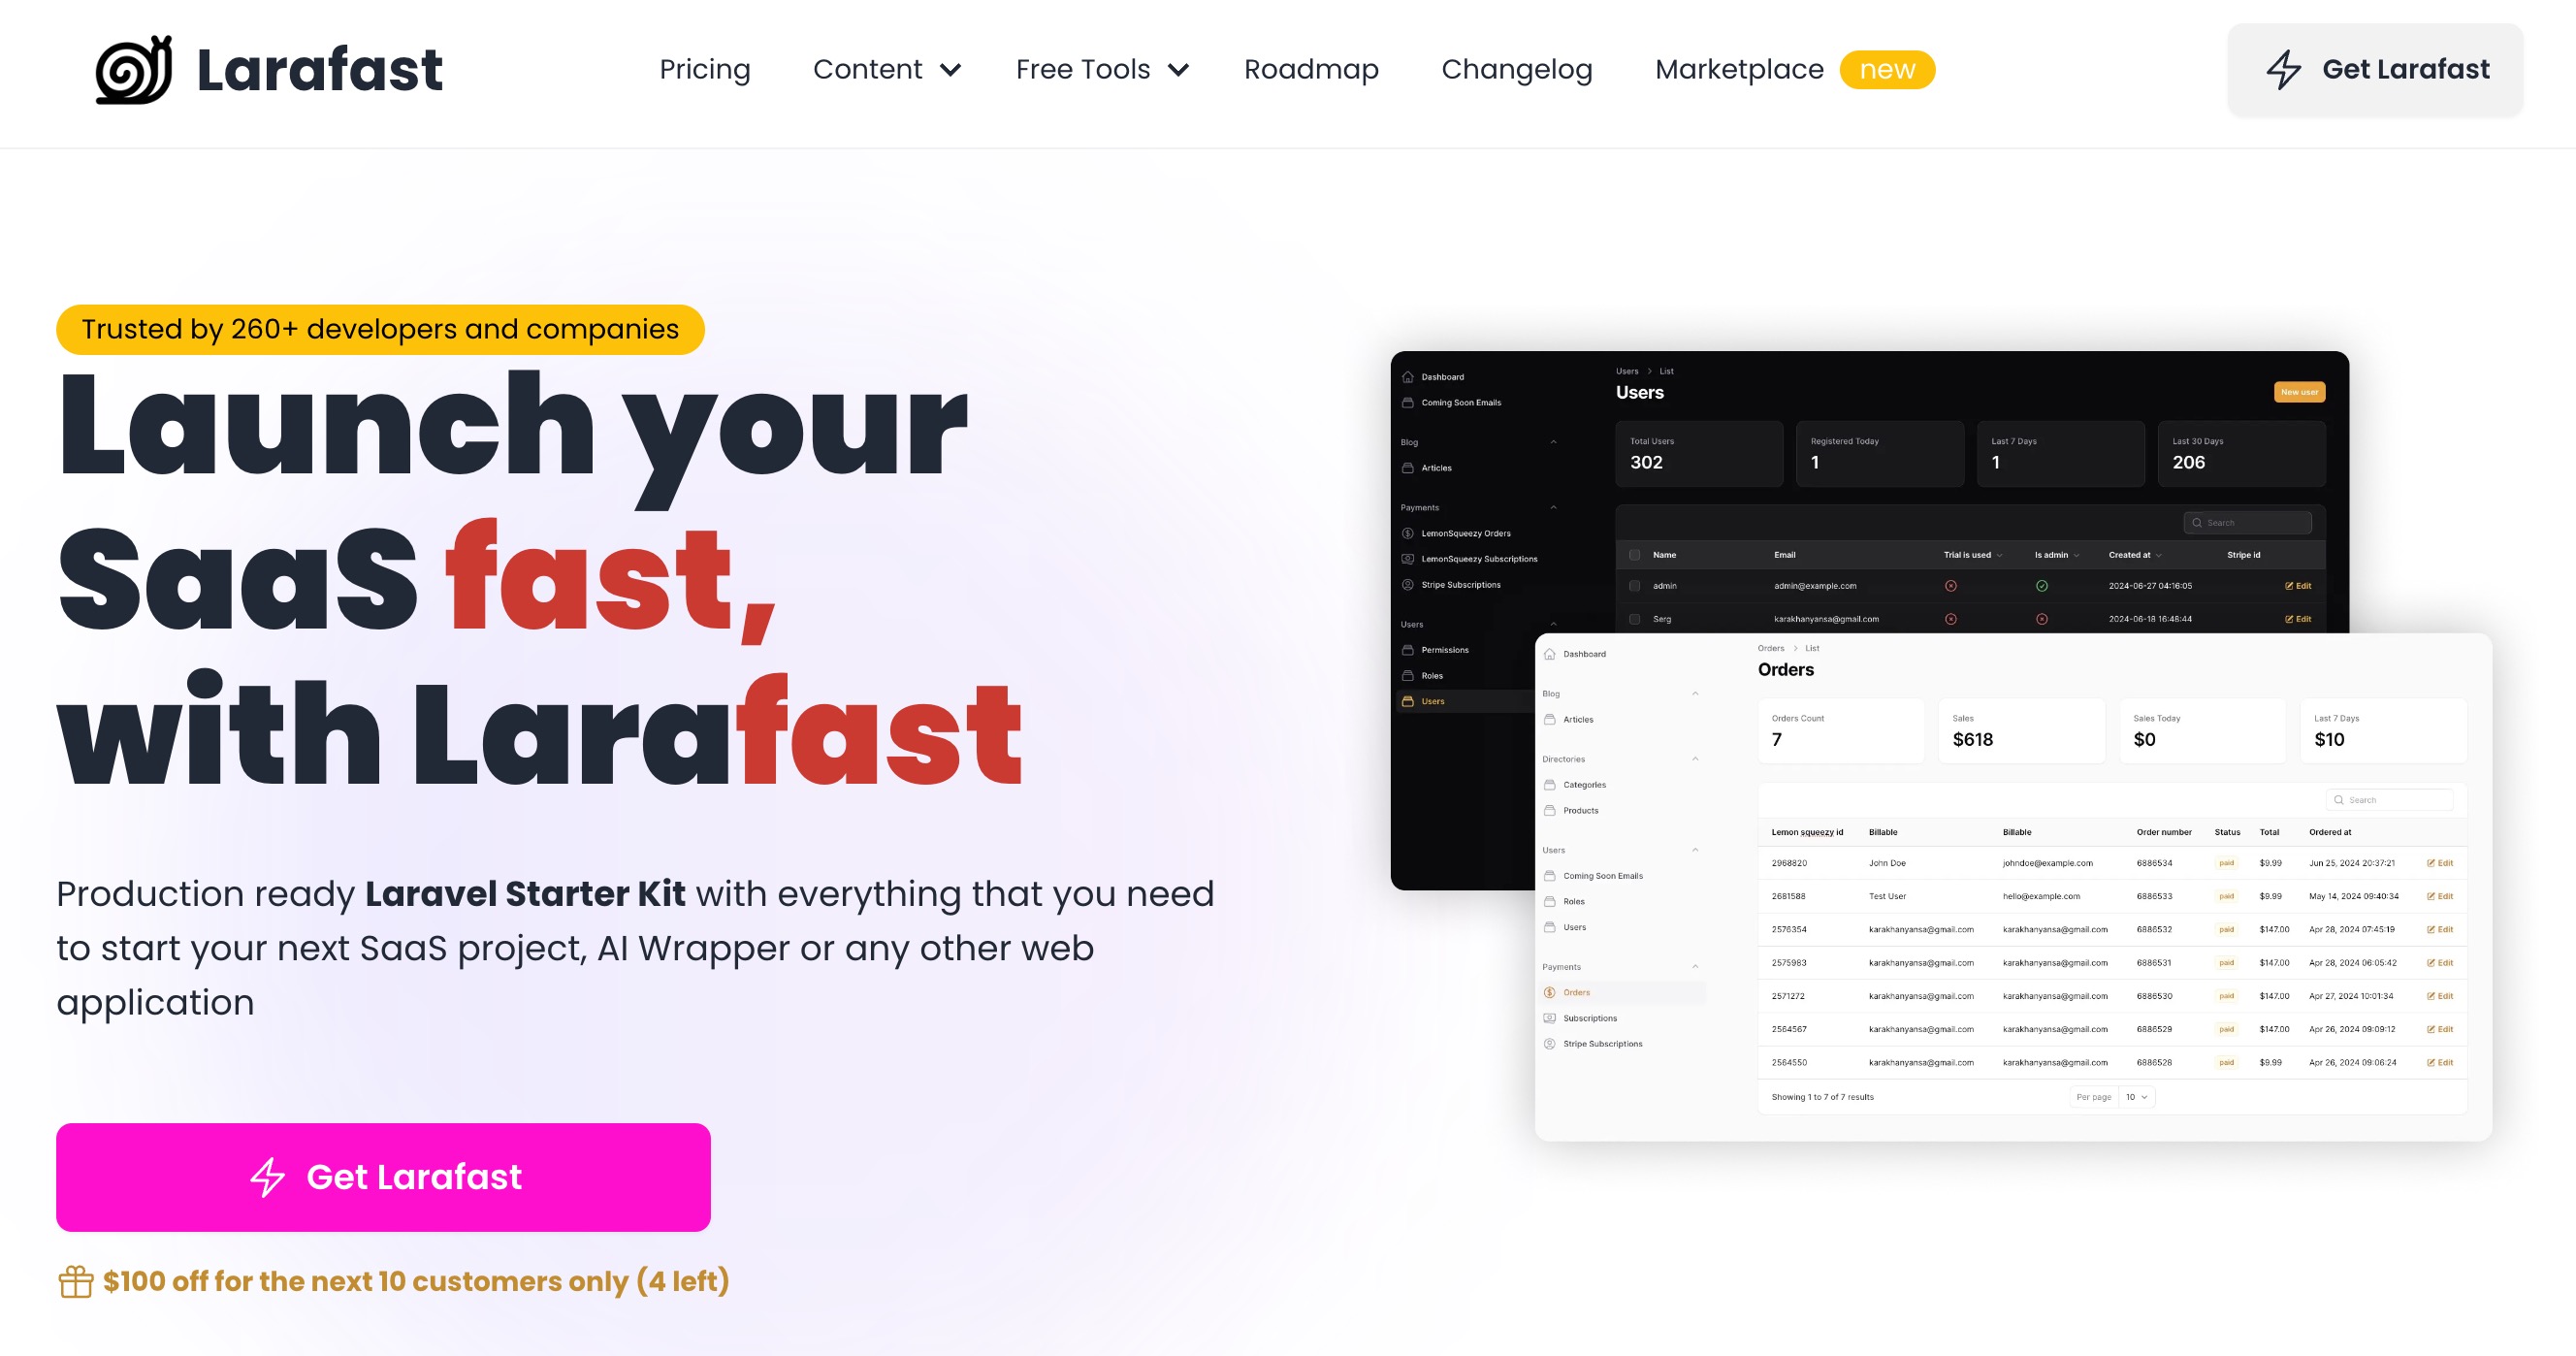 Larafast
Pricing
Content
Free Tools
Roadmap
Changelog
Marketplace new
Get Larafast
Trusted by 260+ developers and companies
Launch your
SaaS fast,
with Larafast
Production ready Laravel Starter Kit with everything that you need
to start your next SaaS project, AI Wrapper or any other web
application
Get Larafast
$100 off for the next 10 customers only (4 left)
Dashboard
Coming Soon Emails
Blog
Articles
Payments
LemonSqueezy Orders
LemonSqueezy Subscriptions
Stripe Subscriptions
Users
Permissions
Roles
Users
Users > List
Users
New user
Total Users
302
Registered Today
1
Last 7 Days
1
Last 30 Days
206
Search
Name Email Trial is used Is admin Created at Stripe id
admin admin@example.com 2024-06-27 04:16:05 Edit
Serg karakhanyansa@gmail.com 2024-06-18 16:48:44 Edit
Dashboard
Blog
Articles
Directories
Categories
Products
Users
Coming Soon Emails
Roles
Users
Payments
Orders
Subscriptions
Stripe Subscriptions
Orders > List
Orders
Orders Count
7
Sales
$618
Sales Today
$0
Last 7 Days
$10
Search
Lemon squeezy id Billable Billable Order number Status Total Ordered at
2968820 John Doe johndoe@example.com 6886534 paid $9.99 Jun 25, 2024 20:37:21 Edit
2681588 Test User hello@example.com 6886533 paid $9.99 May 14, 2024 09:40:34 Edit
2576354 karakhanyansa@gmail.com karakhanyansa@gmail.com 6886532 paid $147.00 Apr 28, 2024 07:45:19 Edit
2575983 karakhanyansa@gmail.com karakhanyansa@gmail.com 6886531 paid $147.00 Apr 28, 2024 06:05:42 Edit
2571272 karakhanyansa@gmail.com karakhanyansa@gmail.com 6886530 paid $147.00 Apr 27, 2024 10:01:34 Edit
2564567 karakhanyansa@gmail.com karakhanyansa@gmail.com 6886529 paid $147.00 Apr 26, 2024 09:09:12 Edit
2564550 karakhanyansa@gmail.com karakhanyansa@gmail.com 6886528 paid $9.99 Apr 26, 2024 09:06:24 Edit
Showing 1 to 7 of 7 results
Per page 10